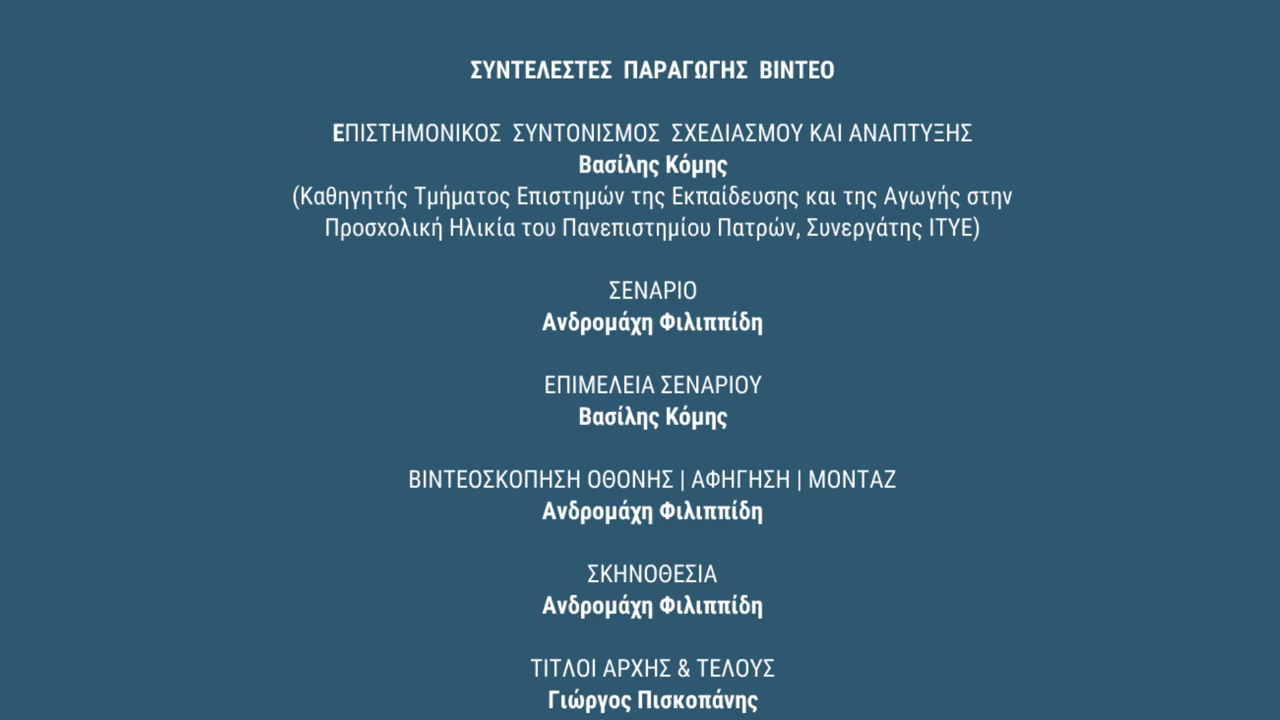 ΣΥΝΤΕΛΕΣΤΕΣ ΠΑΡΑΓΩΓΗΣ ΒΙΝΤΕΟ
ΕΠΙΣΤΗΜΟΝΙΚΟΣ ΣΥΝΤΟΝΙΣΜΟΣ ΣΧΕΔΙΑΣΜΟΥ ΚΑΙ ΑΝΑΠΤΥΞΗΣ
Βασίλης Κόμης
(Καθηγητής Τμήματος Επιστημών της Εκπαίδευσης και της Αγωγής στην
Προσχολική Ηλικία του Πανεπιστημίου Πατρών, Συνεργάτης ΙΤΥΕ)
ΣΕΝΑΡΙΟ
Ανδρομάχη Φιλιππίδη
ΕΠΙΜΕΛΕΙΑ ΣΕΝΑΡΙΟΥ
Βασίλης Κόμης
ΒΙΝΤΕΟΣΚΟΠΗΣΗ ΟΘΟΝΗΣ | ΑΦΗΓΗΣΗ | ΜΟΝΤΑΖ
Ανδρομάχη Φιλιππίδη
ΣΚΗΝΟΘΕΣΙΑ
Ανδρομάχη Φιλιππίδη
ΤΙΤΛΟΙ ΑΡΧΗΣ & ΤΕΛΟΥΣ
Γιώργος Πισκοπάνης